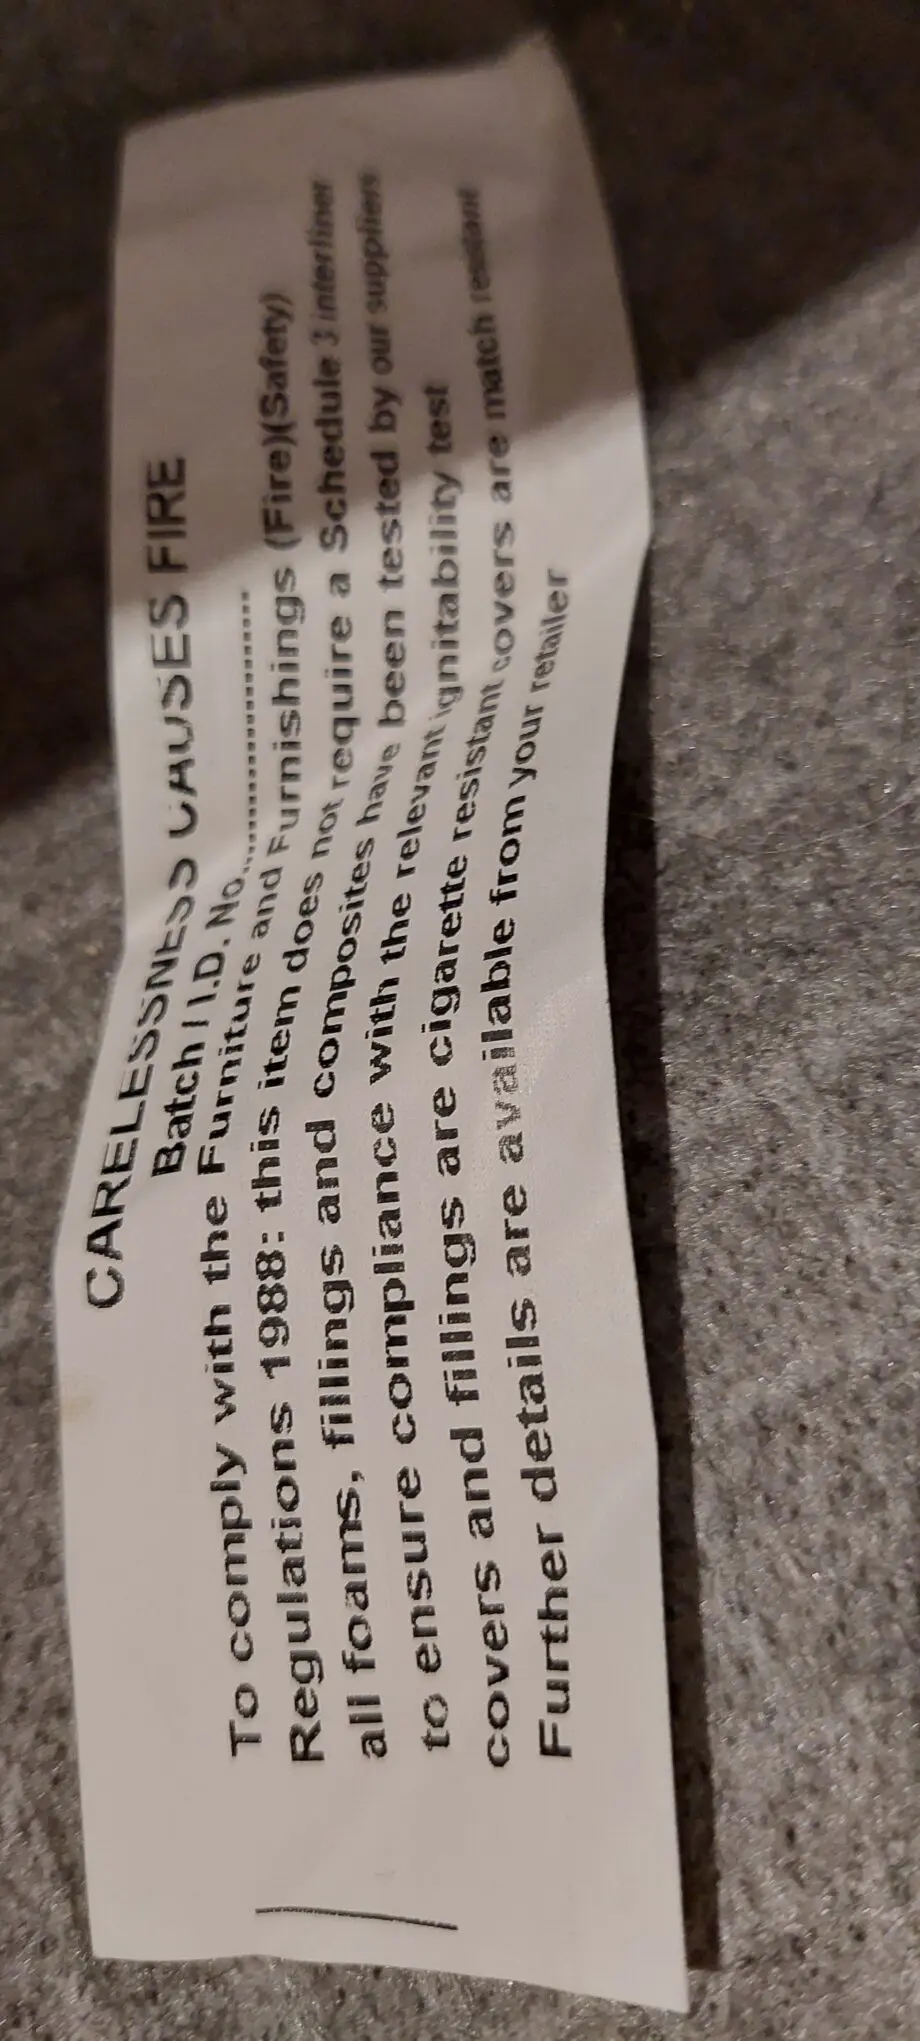 CARELESSNESS CAUSES FIRE
Batch / I.D. No..............................
To comply with the Furniture and Furnishings (Fire)(Safety)
Regulations 1988: this item does not require a Schedule 3 interliner
all foams, fillings and composites have been tested by our suppliers
to ensure compliance with the relevant ignitability test
covers and fillings are cigarette resistant covers are match resistant
Further details are available from your retailer